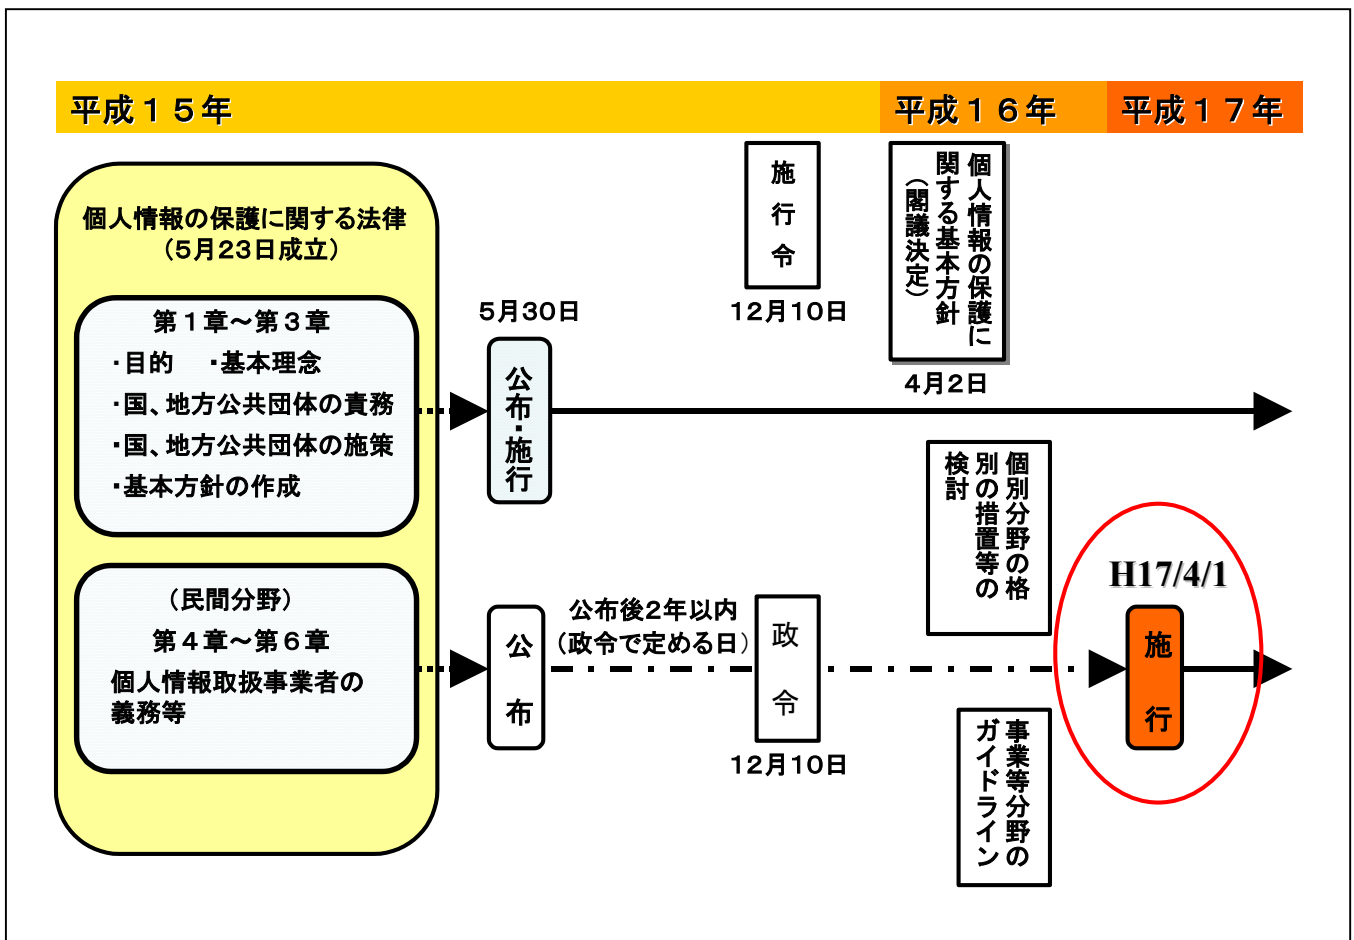 平成１５年
平成１６年
平成１７年
個人情報の保護に関する法律
（５月２３日成立）
第１章～第３章
・目的　・基本理念
・国、地方公共団体の責務
・国、地方公共団体の施策
・基本方針の作成
（民間分野）
第４章～第６章
個人情報取扱事業者の
義務等
５月３０日
公布・施行
施行令
１２月１０日
個人情報の保護に
関する基本方針
（閣議決定）
４月２日
公布
公布後２年以内
（政令で定める日）
政令
１２月１０日
個別分野の格
別の措置等の
検討
事業等分野の
ガイドライン
H17/4/1
施行